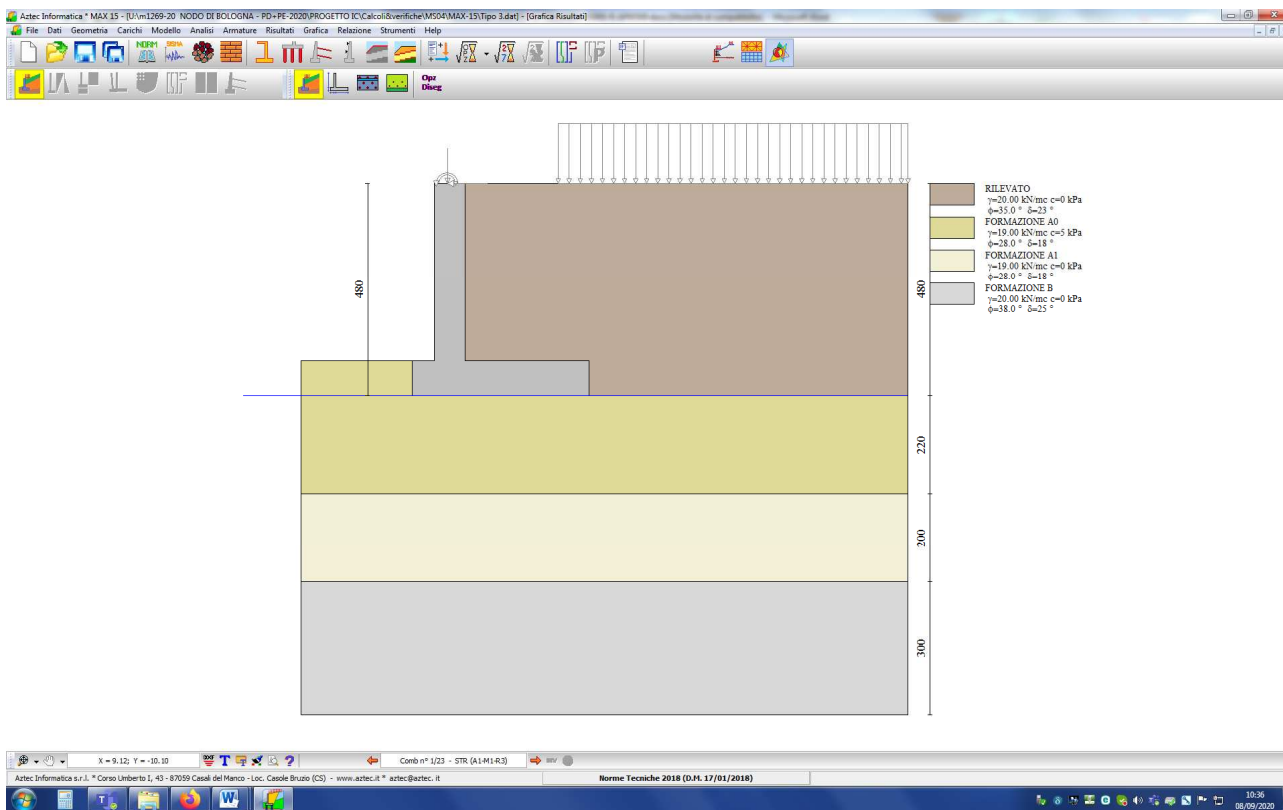 Aztec Informatica * MAX 15 - [U:\m1269-20 NODO DI BOLOGNA - PD+PE-2020\PROGETTO IC\Calcoli&verifiche\MS04\MAX-15\Tipo 3.dat] - [Grafica Risultati]
File Dati Geometria Carichi Modello Analisi Armature Risultati Grafica Relazione Strumenti Help
NORM
SISMA
Opz
Diseg
RILEVATO
γ=20.00 kN/mc c=0 kPa
ϕ=35.0 ° δ=23 °
FORMAZIONE A0
γ=19.00 kN/mc c=5 kPa
ϕ=28.0 ° δ=18 °
FORMAZIONE A1
γ=19.00 kN/mc c=0 kPa
ϕ=28.0 ° δ=18 °
FORMAZIONE B
γ=20.00 kN/mc c=0 kPa
ϕ=38.0 ° δ=25 °
480
480
220
200
300
X = 9.12; Y = -10.10
T
?
Comb n° 1/23 - STR (A1-M1-R3)
INV
Aztec Informatica s.r.l. * Corso Umberto I, 43 - 87059 Casali del Manco - Loc. Casole Bruzio (CS) - www.aztec.it * aztec@aztec. it
Norme Tecniche 2018 (D.M. 17/01/2018)
W
10:36
08/09/2020